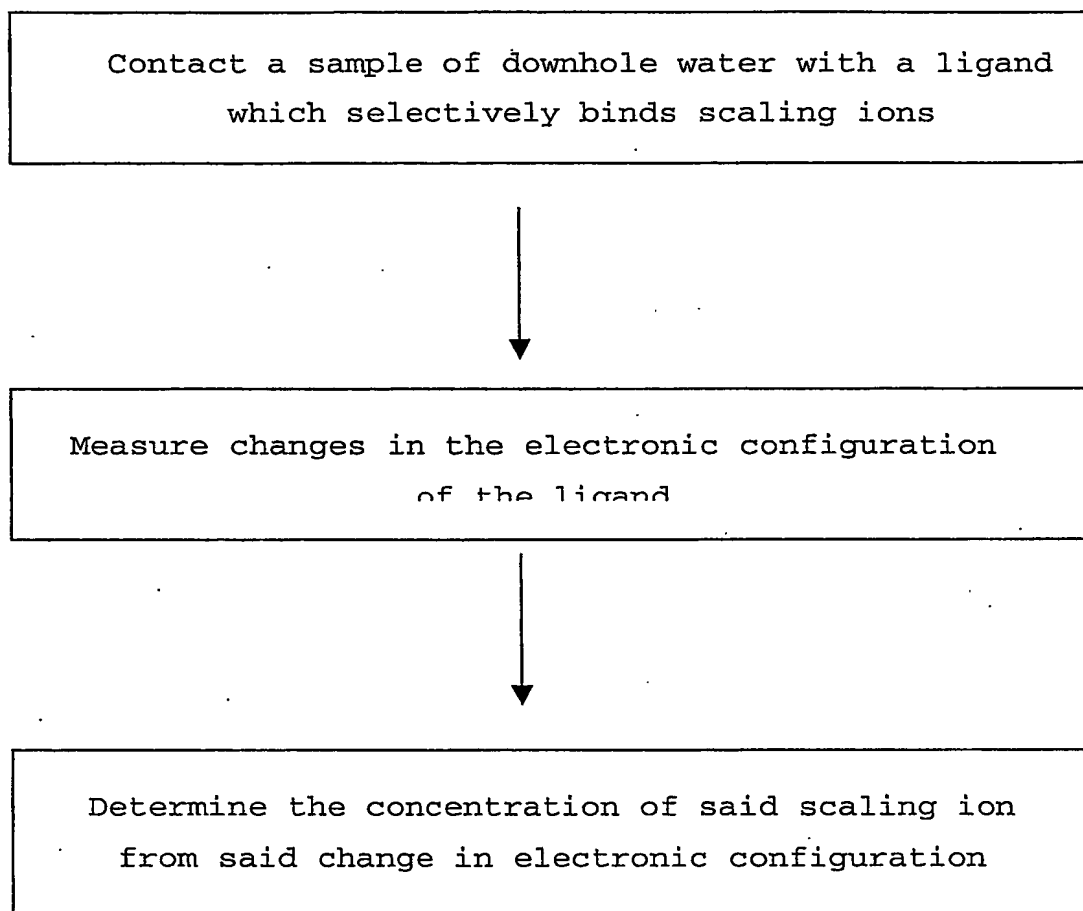 Contact a sample of downhole water with a ligand
which selectively binds scaling ions
Measure changes in the electronic configuration
of the ligand
Determine the concentration of said scaling ion
from said change in electronic configuration